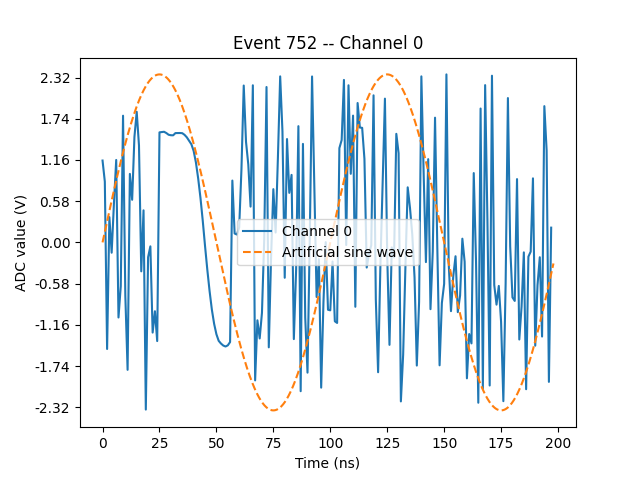 Event 752 -- Channel 0
ADC value (V)
2.32
1.74
1.16
0.58
0.00
-0.58
-1.16
-1.74
-2.32
Channel 0
Artificial sine wave
0 25 50 75 100 125 150 175 200
Time (ns)